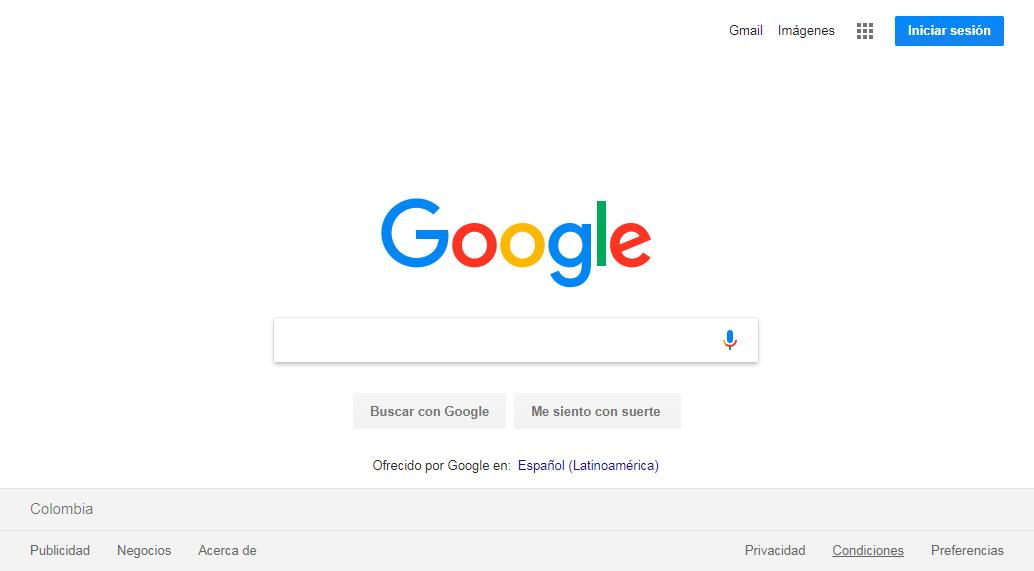 Gmail Imágenes Iniciar sesión
Google
Buscar con Google Me siento con suerte
Ofrecido por Google en: Español (Latinoamérica)
Colombia
Publicidad Negocios Acerca de Privacidad Condiciones Preferencias